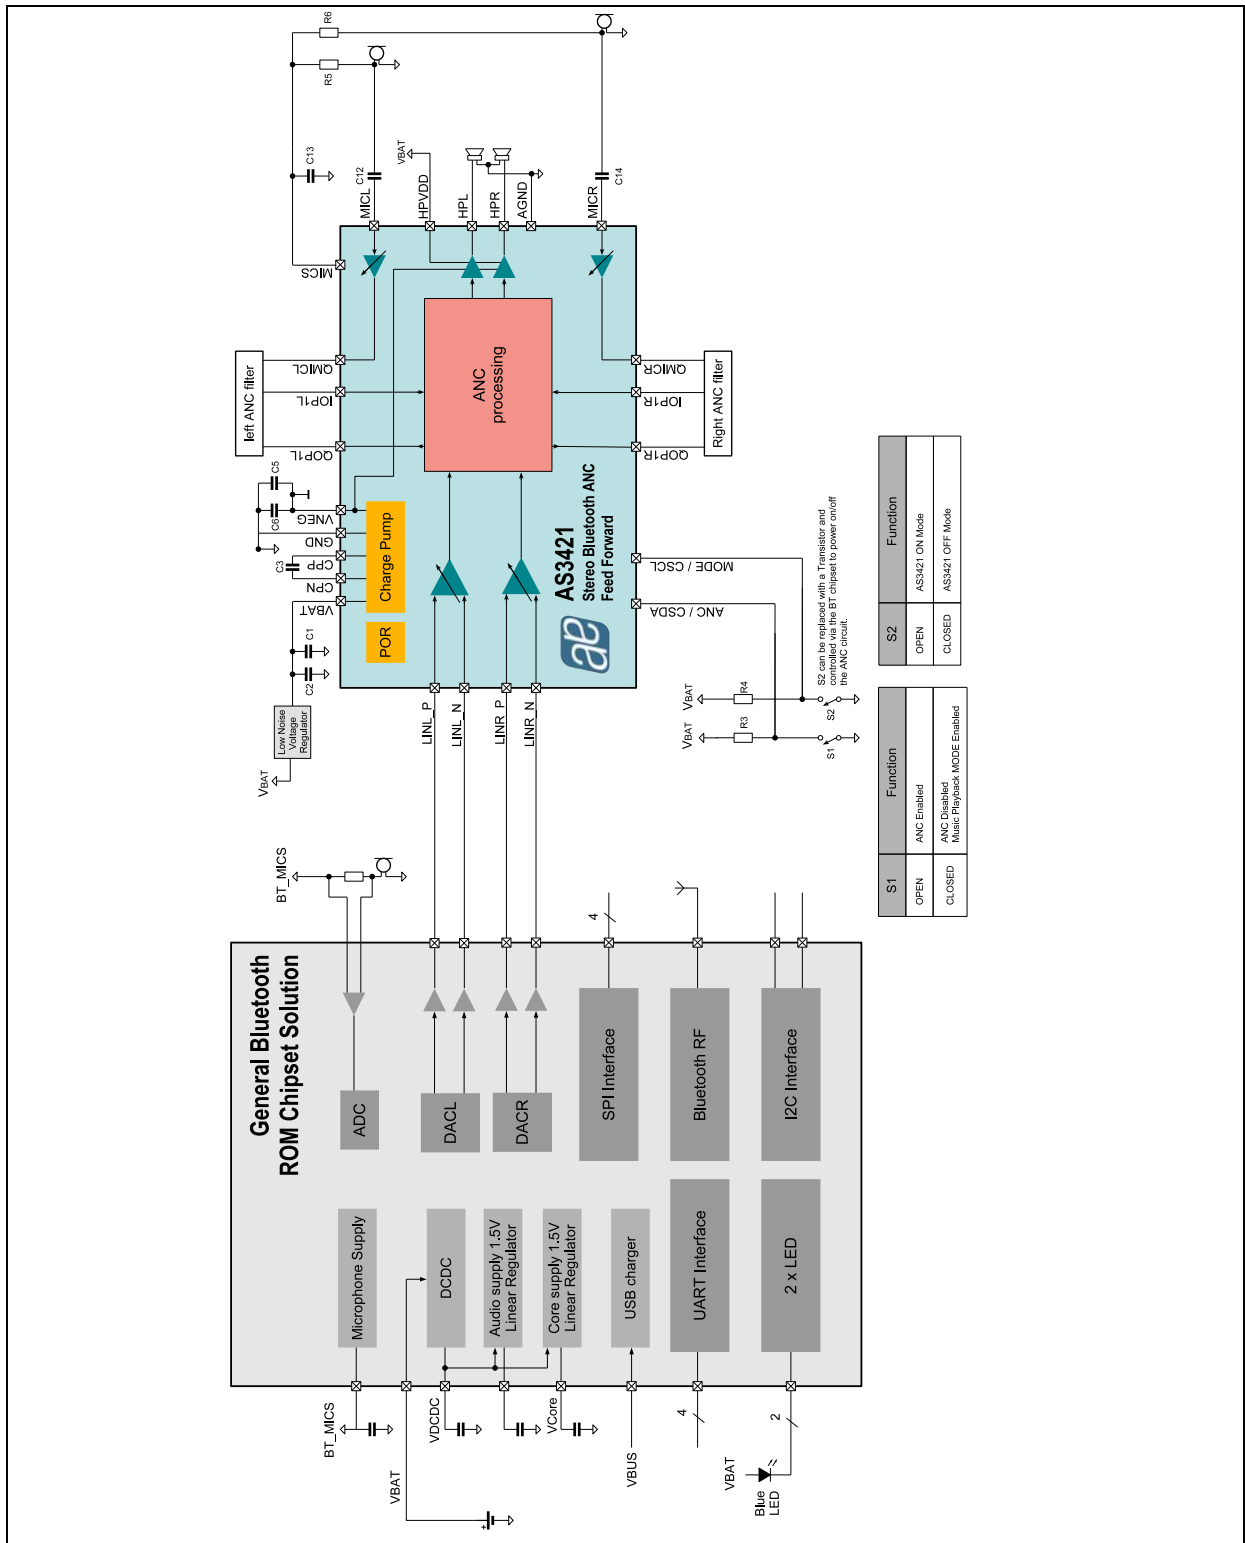 General Bluetooth
ROM Chipset Solution
Microphone Supply
ADC
DCDC
DACL
Audio supply 1.5V
Linear Regulator
DACR
Core supply 1.5V
Linear Regulator
USB charger
SPI Interface
UART Interface
Bluetooth RF
2 x LED
I2C Interface
BT_MICS
VBAT
VDCDC
VCore
VBUS
4
VBAT
Blue
LED
2
BT_MICS
4
LINL_P
LINL_N
LINR_P
LINR_N
VBAT
Low Noise
Voltage
Regulator
C2
C1
VBAT
CPN
CPP
GND
VNEG
C3
C6
C5
QOP1L
IOP1L
QMICL
left ANC filter
MICS
POR
Charge Pump
AS3421
Stereo Bluetooth ANC
Feed Forward
ANC
processing
ANC / CSDA
MODE / CSCL
QOP1R
IOP1R
QMICR
Right ANC filter
MICL
HPVDD
HPL
HPR
AGND
MICR
C12
C13
C14
VBAT
R5
R6
VBAT
VBAT
R3
R4
S1
S2
S2 can be replaced with a Transistor and
controlled via the BT chipset to power on/off
the ANC circuit.
S1 Function
OPEN ANC Enabled
CLOSED ANC Disabled
Music Playback MODE Enabled
S2 Function
OPEN AS3421 ON Mode
CLOSED AS3421 OFF Mode